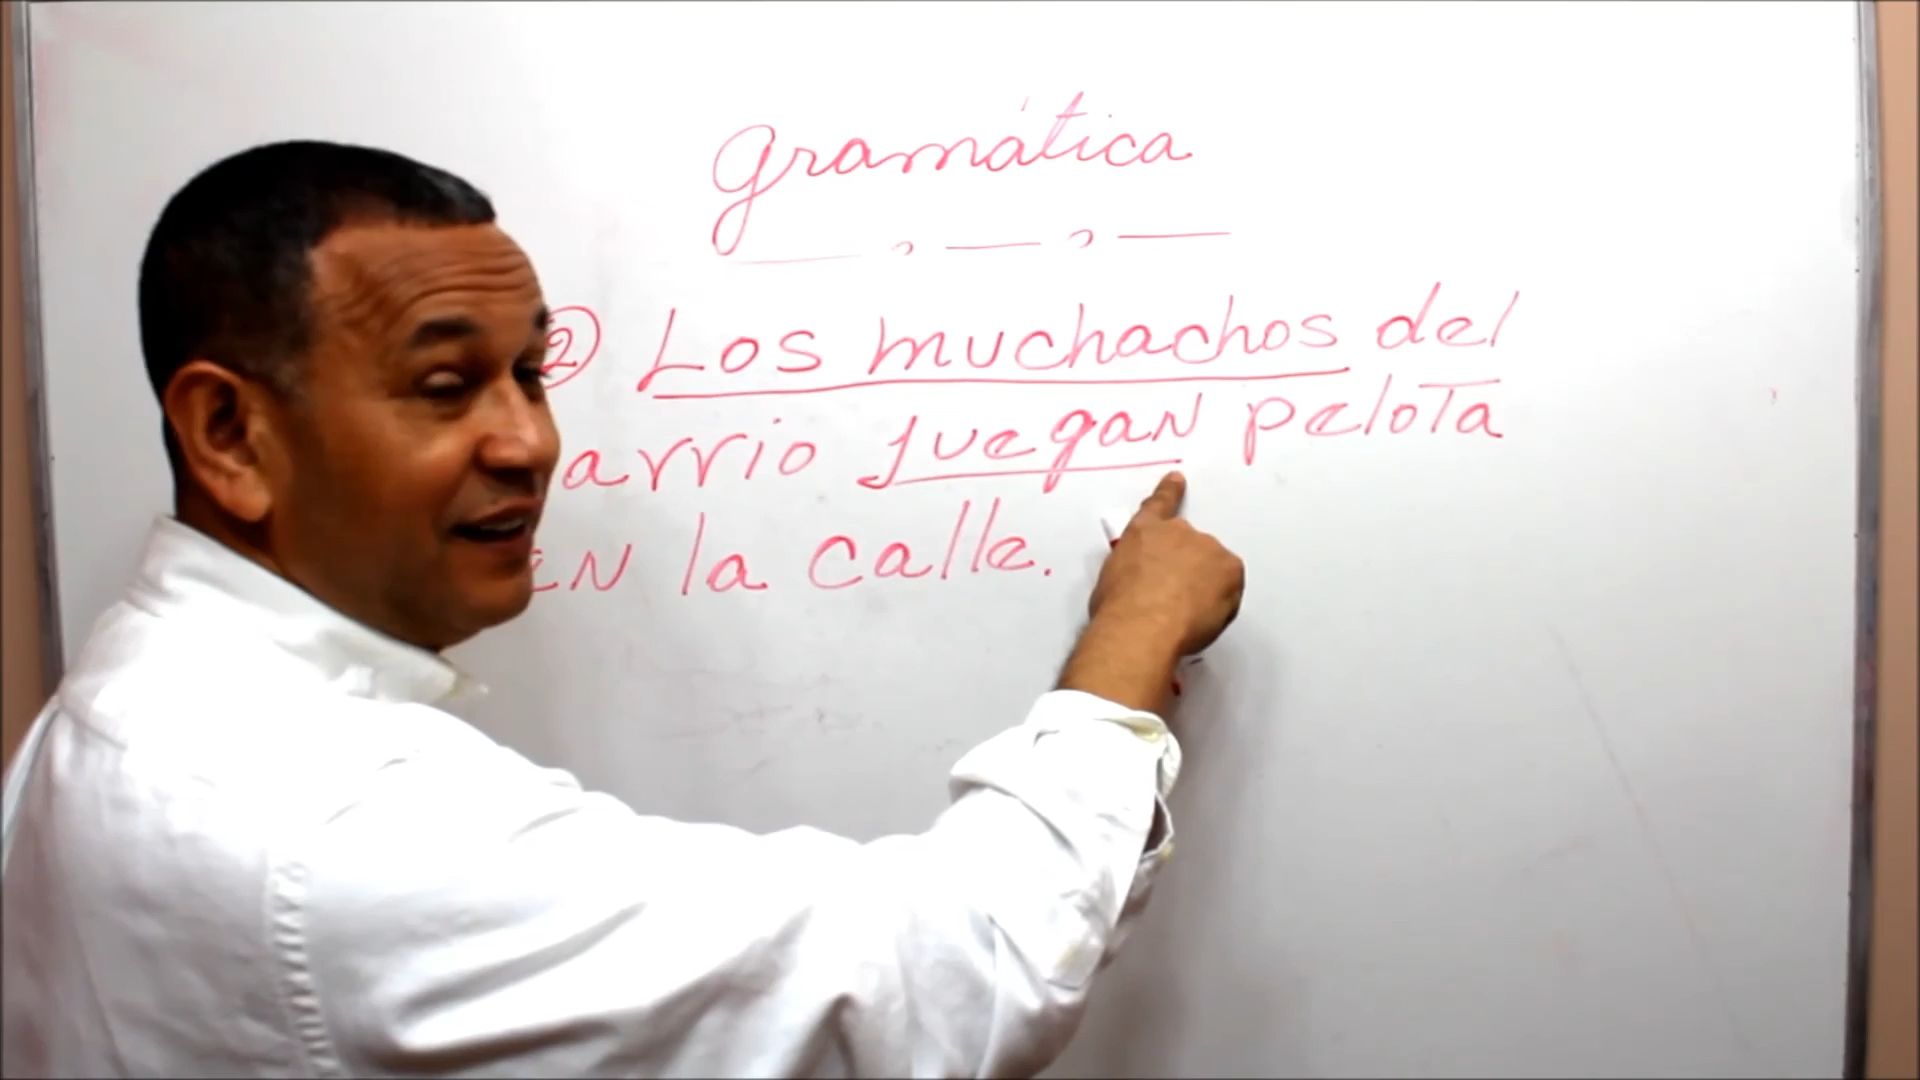 Gramática
② Los muchachos del
arrio juegan pelota
en la calle.